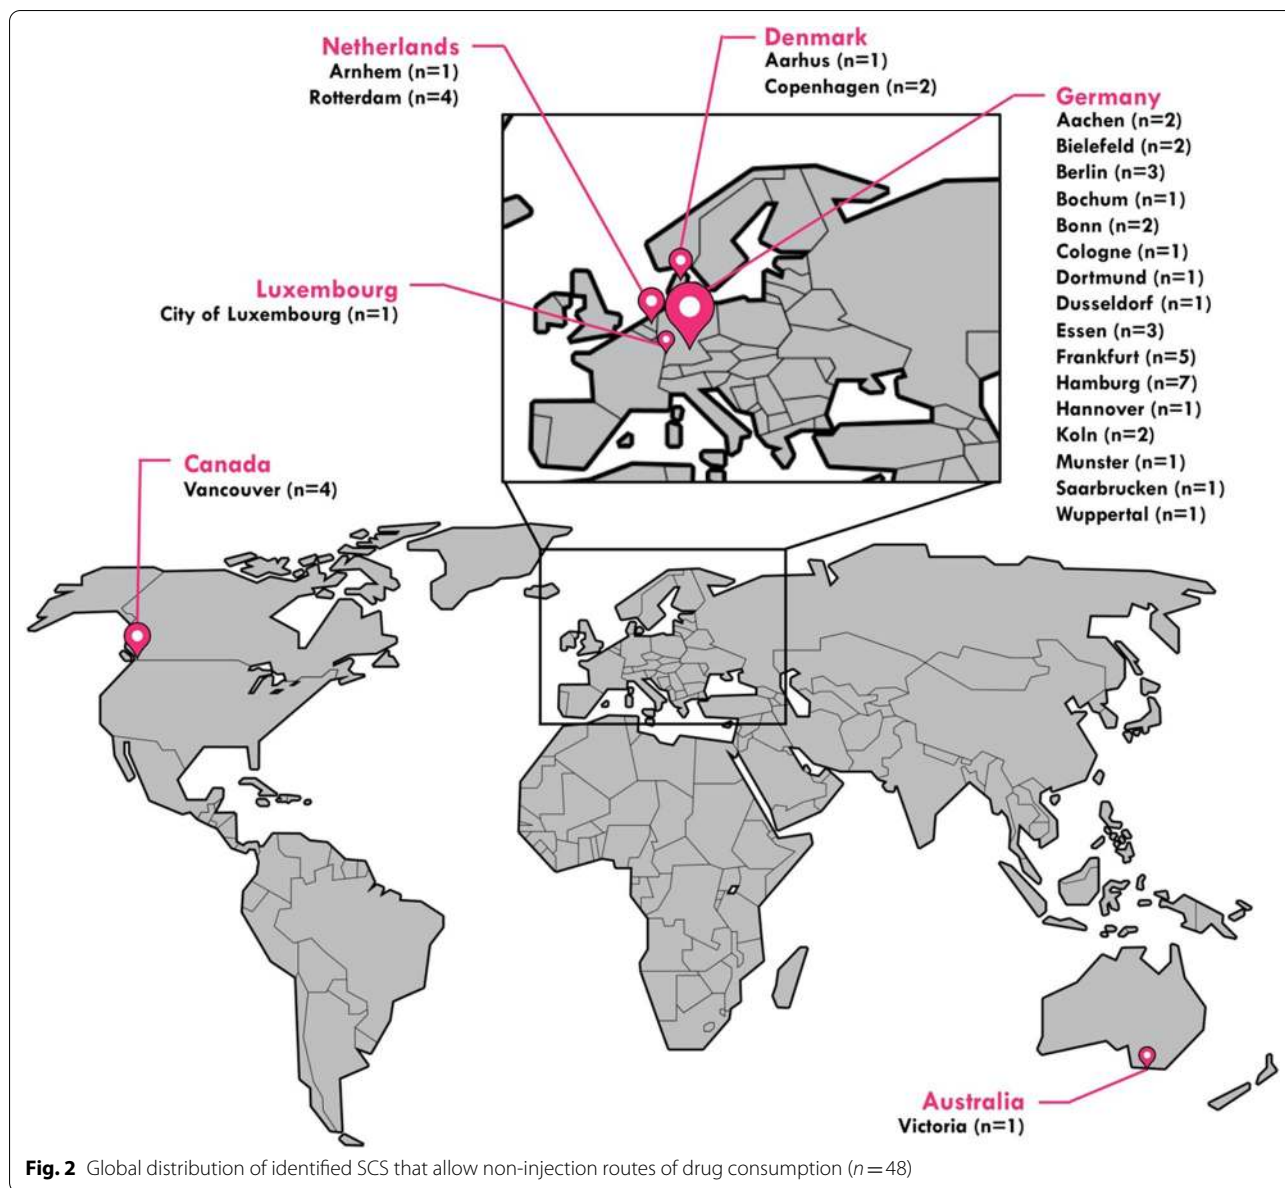 Netherlands
Arnhem (n=1)
Rotterdam (n=4)
Denmark
Aarhus (n=1)
Copenhagen (n=2)
Germany
Aachen (n=2)
Bielefeld (n=2)
Berlin (n=3)
Bochum (n=1)
Bonn (n=2)
Cologne (n=1)
Dortmund (n=1)
Dusseldorf (n=1)
Essen (n=3)
Frankfurt (n=5)
Hamburg (n=7)
Hannover (n=1)
Koln (n=2)
Munster (n=1)
Saarbrucken (n=1)
Wuppertal (n=1)
Luxembourg
City of Luxembourg (n=1)
Canada
Vancouver (n=4)
Australia
Victoria (n=1)
Fig. 2 Global distribution of identified SCS that allow non-injection routes of drug consumption (n = 48)